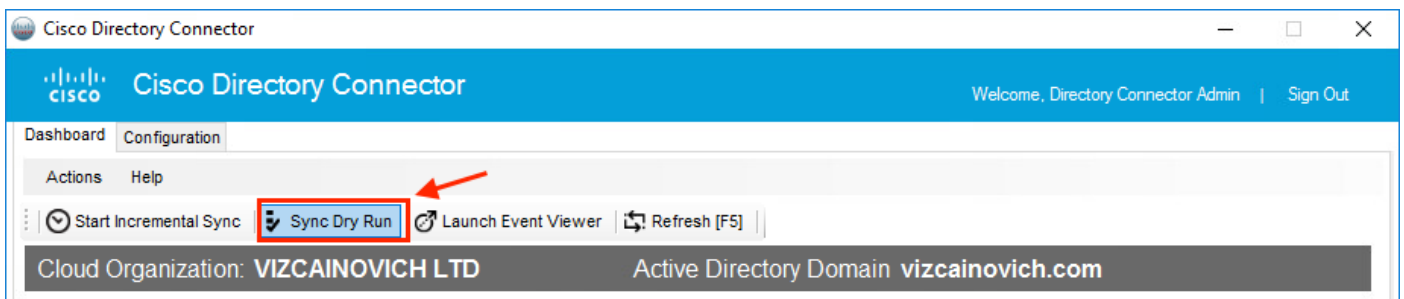 Cisco Directory Connector
CISCO Cisco Directory Connector Welcome, Directory Connector Admin | Sign Out
Dashboard Configuration
Actions Help
Start Incremental Sync Sync Dry Run Launch Event Viewer Refresh [F5]
Cloud Organization: VIZCAINOVICH LTD Active Directory Domain vizcainovich.com